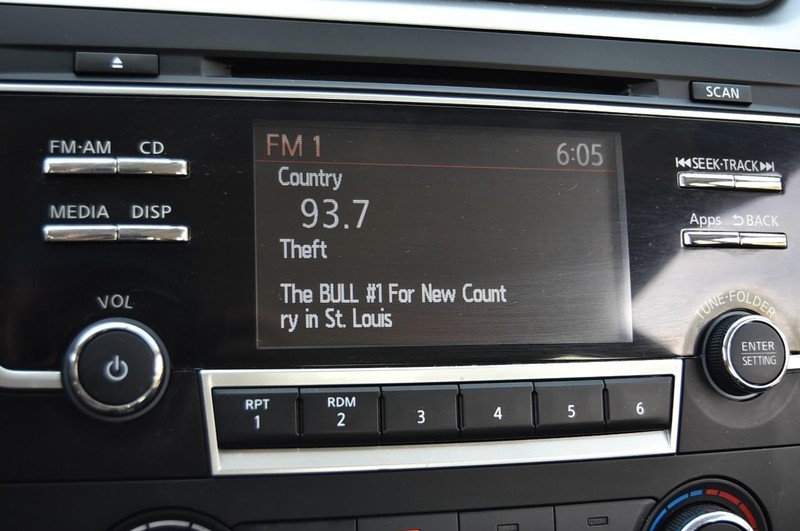 SCAN
FM·AM CD
FM 1 6:05
SEEK·TRACK
Country
MEDIA DISP
93.7
Apps BACK
Theft
The BULL #1 For New Count
ry in St. Louis
VOL
TUNE·FOLDER
ENTER
SETTING
RPT RDM
1 2 3 4 5 6